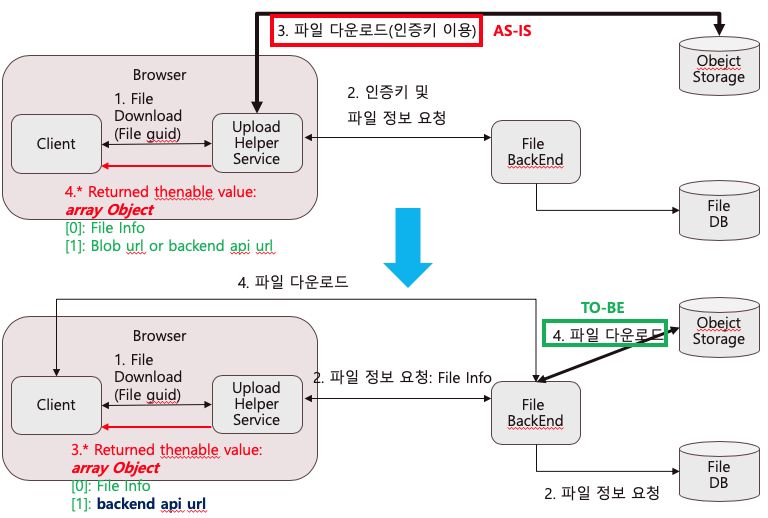 3. 파일 다운로드(인증키 이용)
AS-IS
Obejct
Storage
Browser
1. File
Download
(File guid)
Client
Upload
Helper
Service
2. 인증키 및
파일 정보 요청
File
BackEnd
File
DB
4.* Returned thenable value:
array Object
[0]: File Info
[1]: Blob url or backend api url
4. 파일 다운로드
TO-BE
4. 파일 다운로드
Obejct
Storage
Browser
1. File
Download
(File guid)
Client
Upload
Helper
Service
2. 파일 정보 요청: File Info
File
BackEnd
3.* Returned thenable value:
array Object
[0]: File Info
[1]: backend api url
2. 파일 정보 요청
File
DB